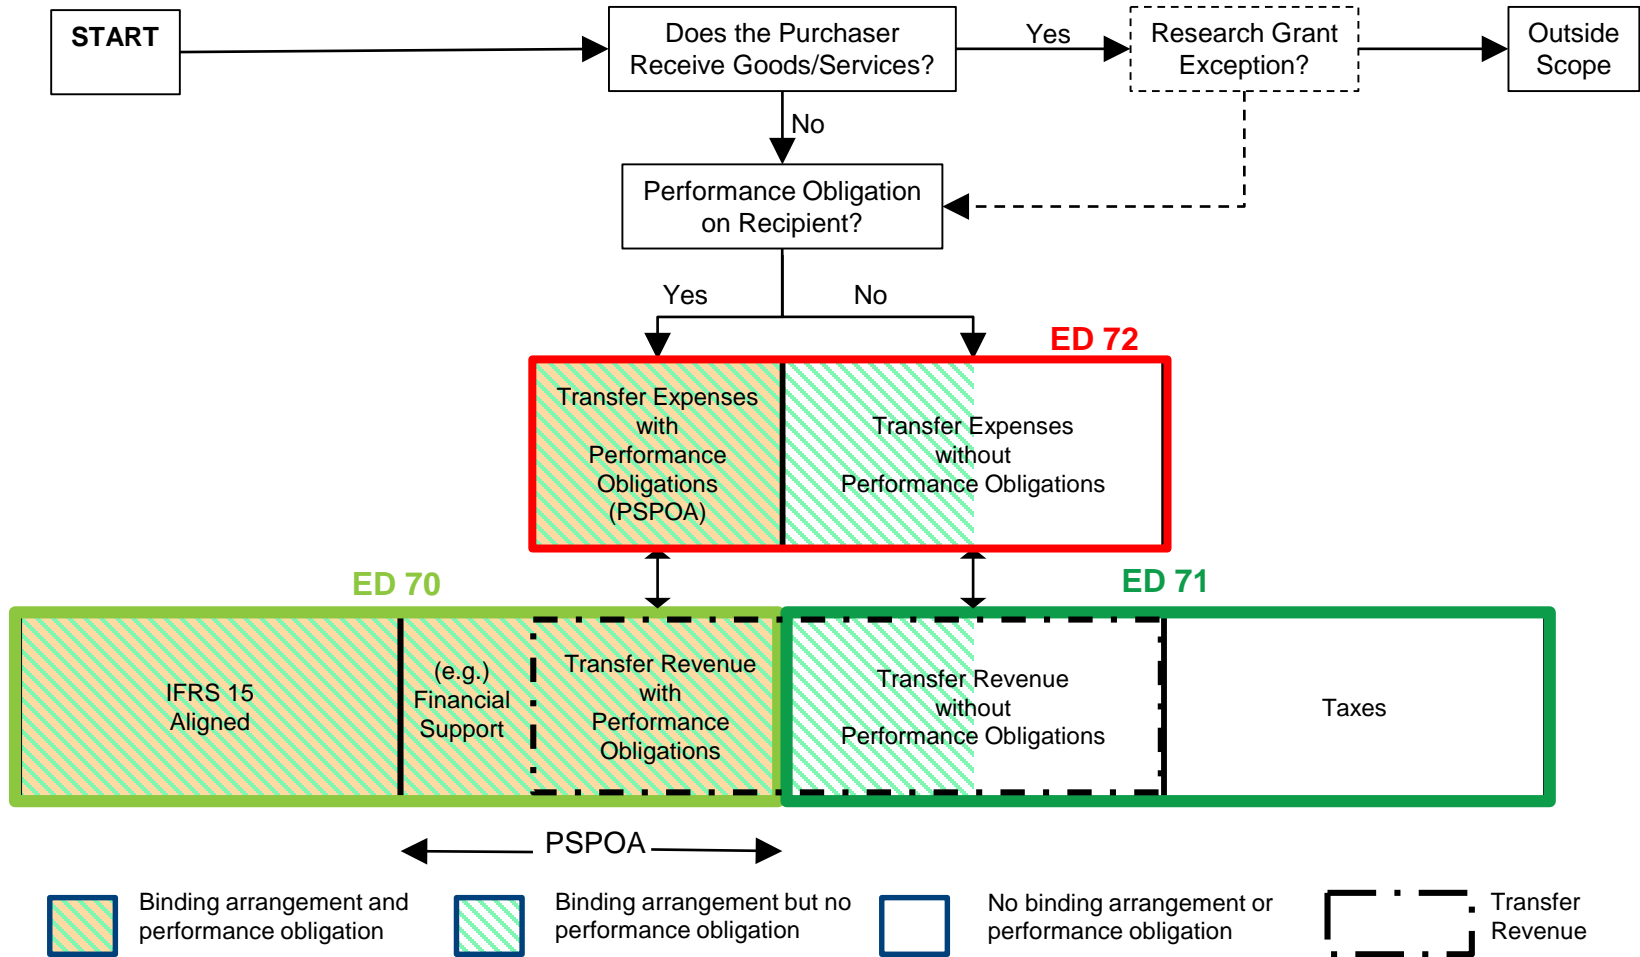 START
Does the Purchaser
Receive Goods/Services?
Yes
Research Grant
Exception?
Outside
Scope
No
Performance Obligation
on Recipient?
Yes
No
ED 72
Transfer Expenses
with
Performance
Obligations
(PSPOA)
Transfer Expenses
without
Performance Obligations
ED 70
ED 71
IFRS 15
Aligned
(e.g.)
Financial
Support
Transfer Revenue
with
Performance
Obligations
Transfer Revenue
without
Performance Obligations
Taxes
PSPOA
Binding arrangement and
performance obligation
Binding arrangement but no
performance obligation
No binding arrangement or
performance obligation
Transfer
Revenue